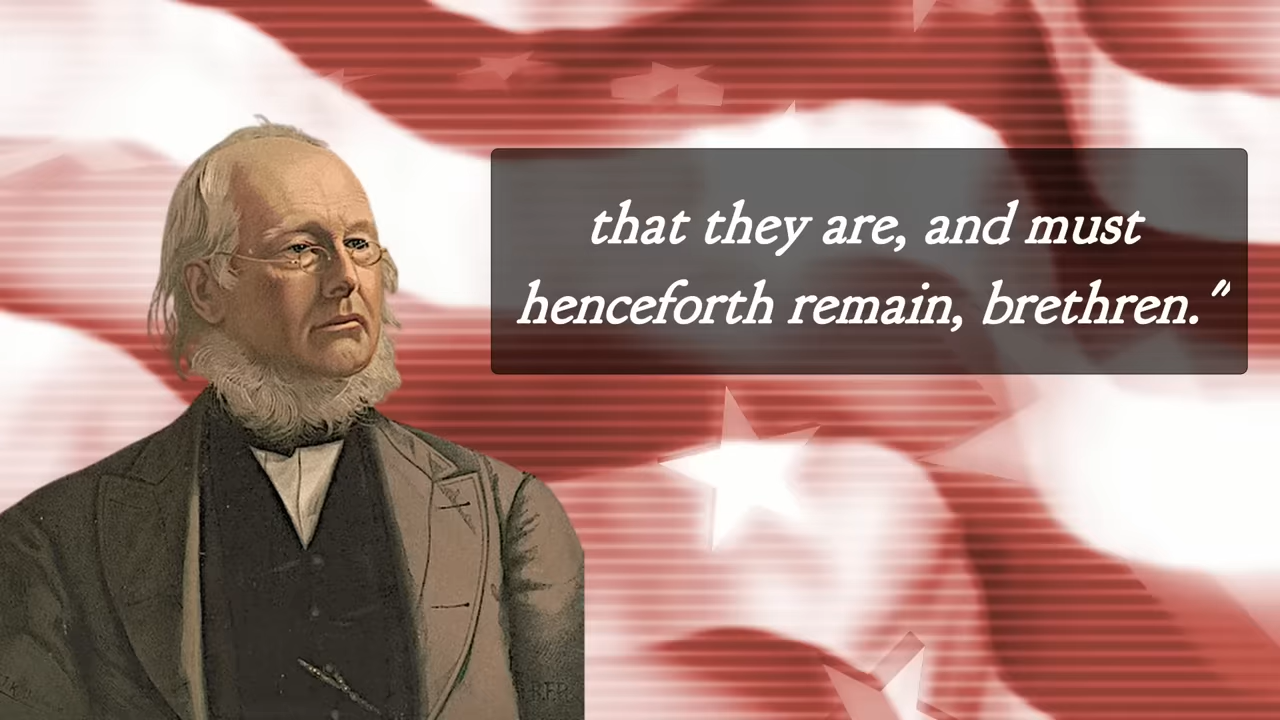 that they are, and must
henceforth remain, brethren.”